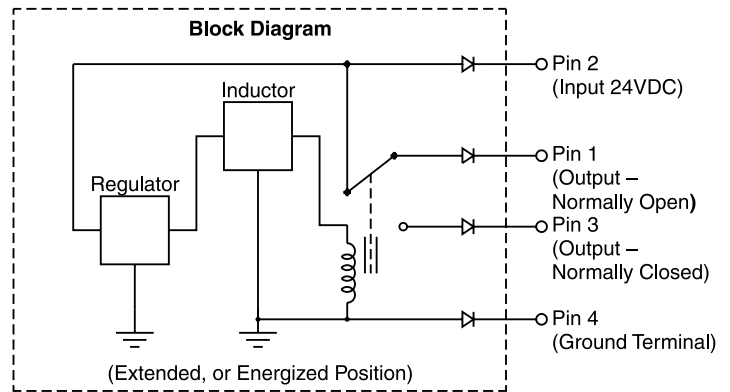 Block Diagram
Pin 2
(Input 24VDC)
Inductor
Pin 1
(Output –
Normally Open)
Regulator
Pin 3
(Output –
Normally Closed)
Pin 4
(Ground Terminal)
(Extended, or Energized Position)